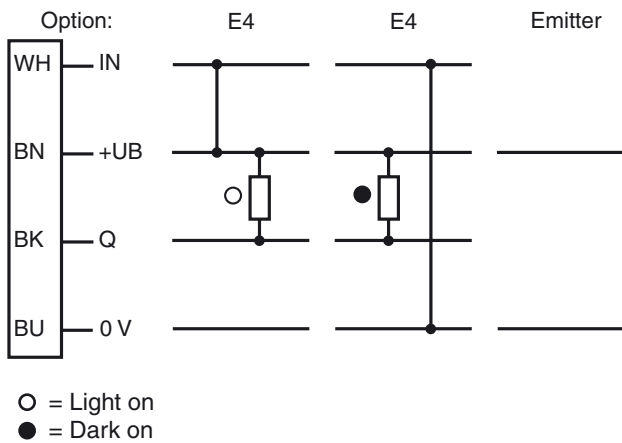 Option: E4 E4 Emitter
WH IN
BN +UB
BK Q
BU 0 V
= Light on
= Dark on